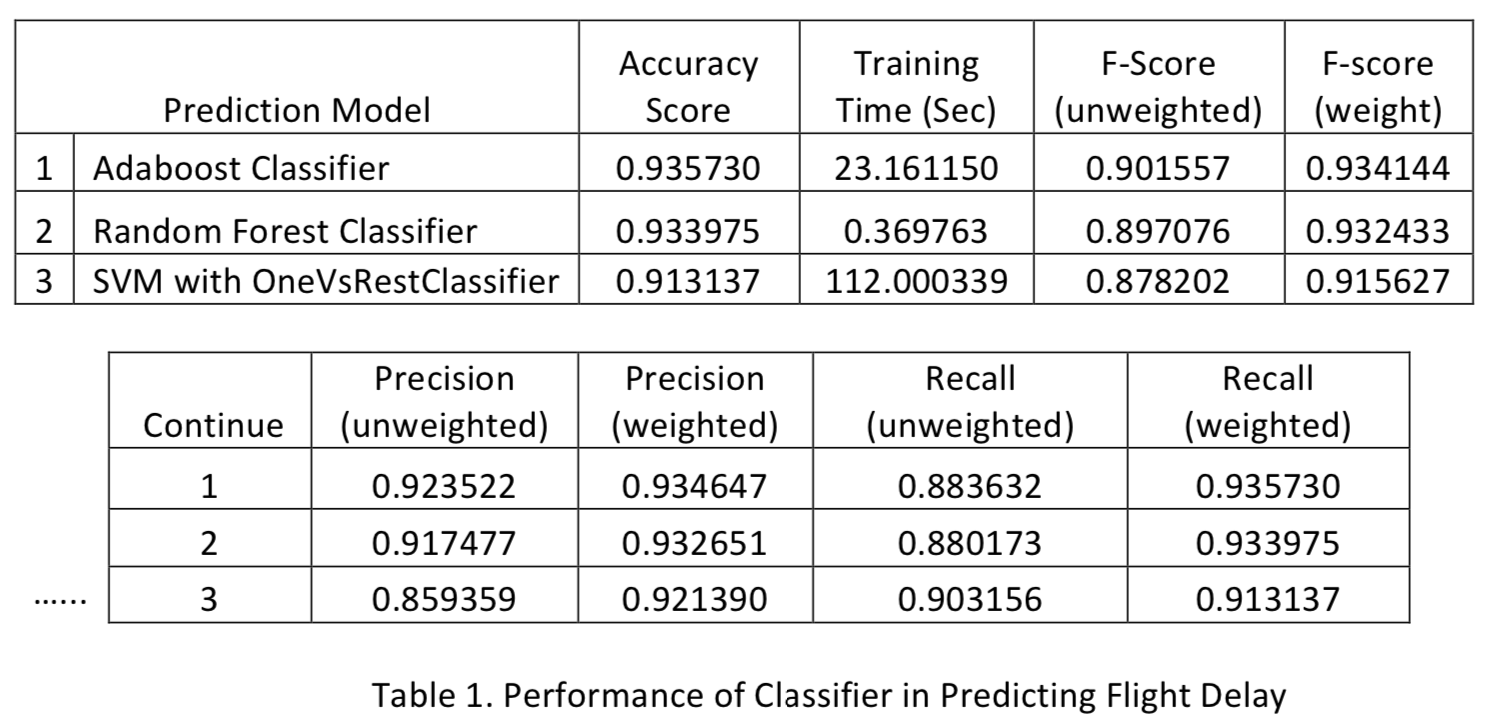 Prediction Model | Accuracy Score | Training Time (Sec) | F-Score (unweighted) | F-score (weight)
1 | Adaboost Classifier | 0.935730 | 23.161150 | 0.901557 | 0.934144
2 | Random Forest Classifier | 0.933975 | 0.369763 | 0.897076 | 0.932433
3 | SVM with OneVsRestClassifier | 0.913137 | 112.000339 | 0.878202 | 0.915627
Continue | Precision (unweighted) | Precision (weighted) | Recall (unweighted) | Recall (weighted)
1 | 0.923522 | 0.934647 | 0.883632 | 0.935730
2 | 0.917477 | 0.932651 | 0.880173 | 0.933975
...... 3 | 0.859359 | 0.921390 | 0.903156 | 0.913137
Table 1. Performance of Classifier in Predicting Flight Delay